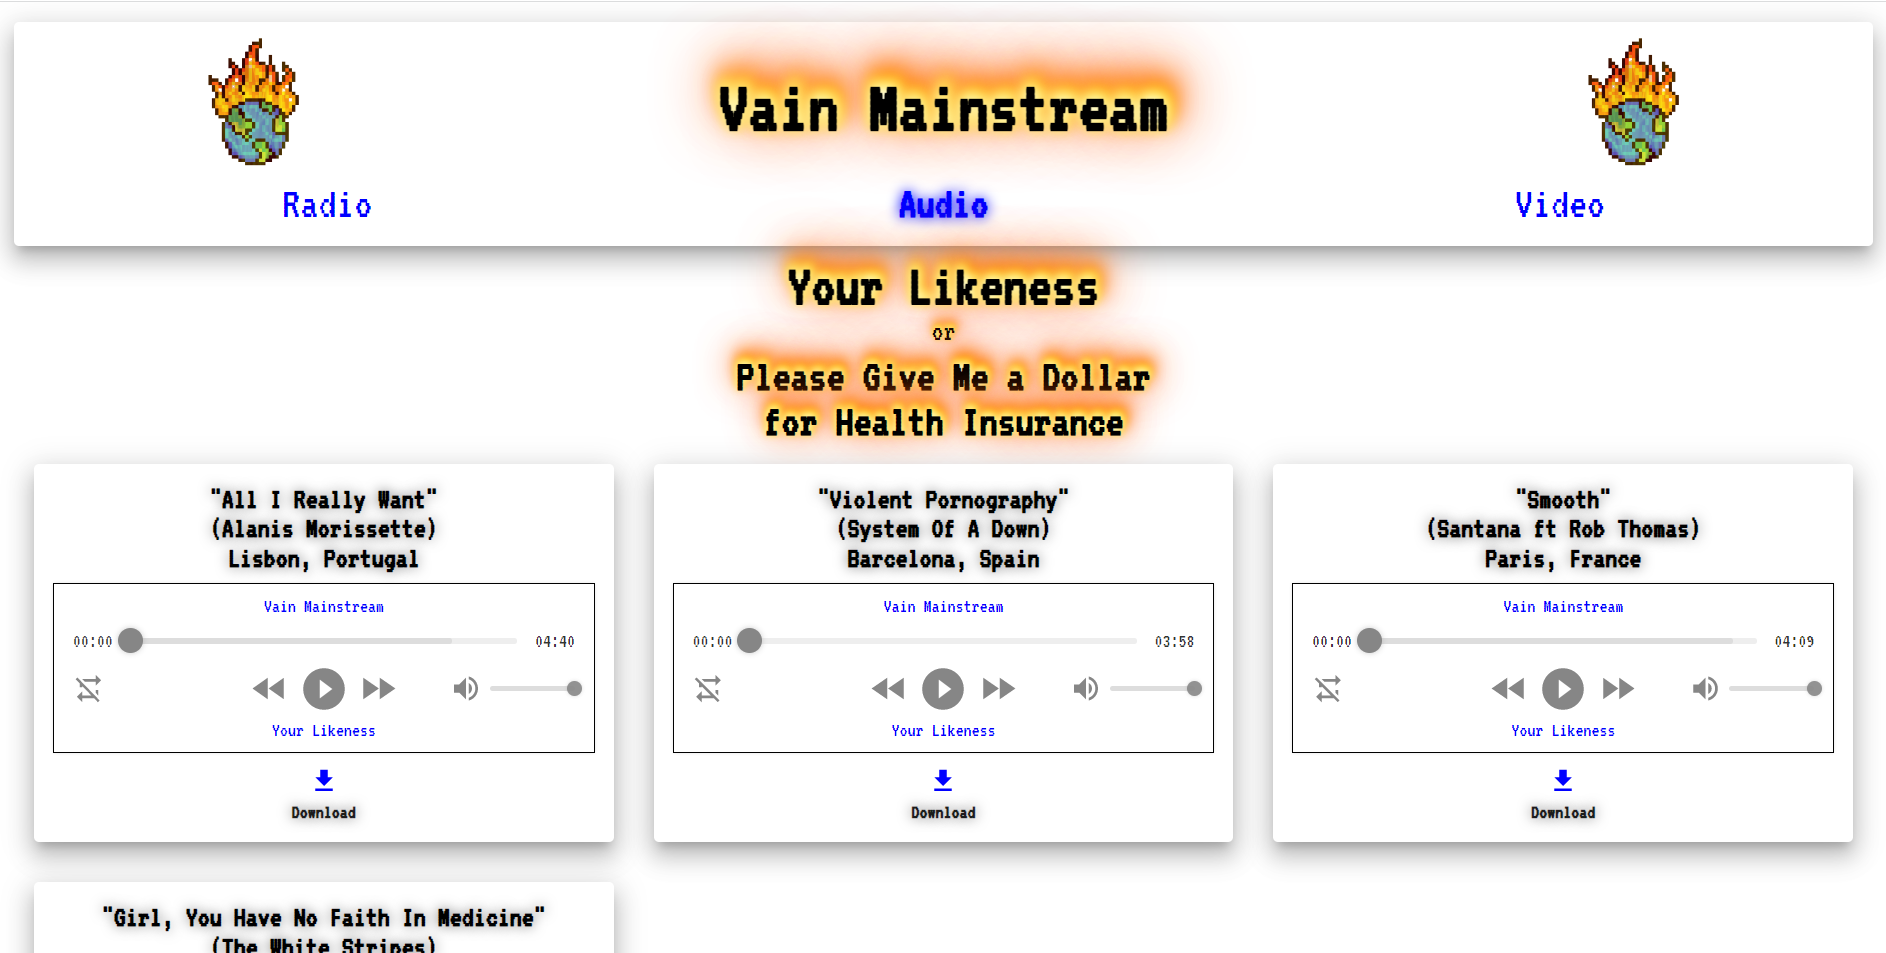 Vain Mainstream
Radio
Audio
Video
Your Likeness
or
Please Give Me a Dollar
for Health Insurance
"All I Really Want"
(Alanis Morissette)
Lisbon, Portugal
Vain Mainstream
00:00
04:40
Your Likeness
Download
"Violent Pornography"
(System Of A Down)
Barcelona, Spain
Vain Mainstream
00:00
03:58
Your Likeness
Download
"Smooth"
(Santana ft Rob Thomas)
Paris, France
Vain Mainstream
00:00
04:09
Your Likeness
Download
"Girl, You Have No Faith In Medicine"
(The White Stripes)